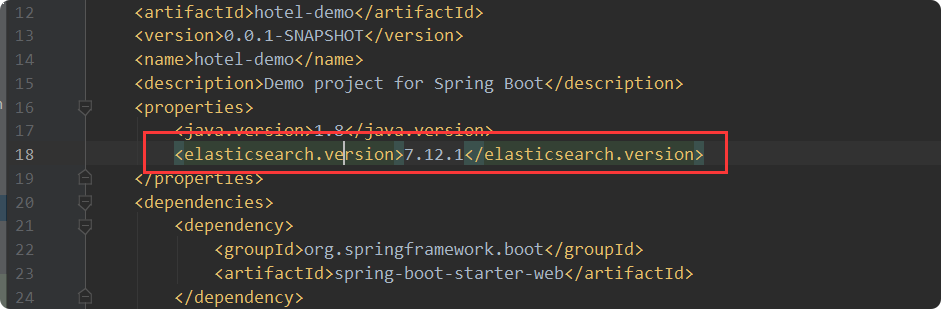 12 <artifactId>hotel-demo</artifactId>
13 <version>0.0.1-SNAPSHOT</version>
14 <name>hotel-demo</name>
15 <description>Demo project for Spring Boot</description>
16 <properties>
17 <java.version>1.8</java.version>
18 <elasticsearch.version>7.12.1</elasticsearch.version>
19 </properties>
20 <dependencies>
21 <dependency>
22 <groupId>org.springframework.boot</groupId>
23 <artifactId>spring-boot-starter-web</artifactId>
24 </dependency>